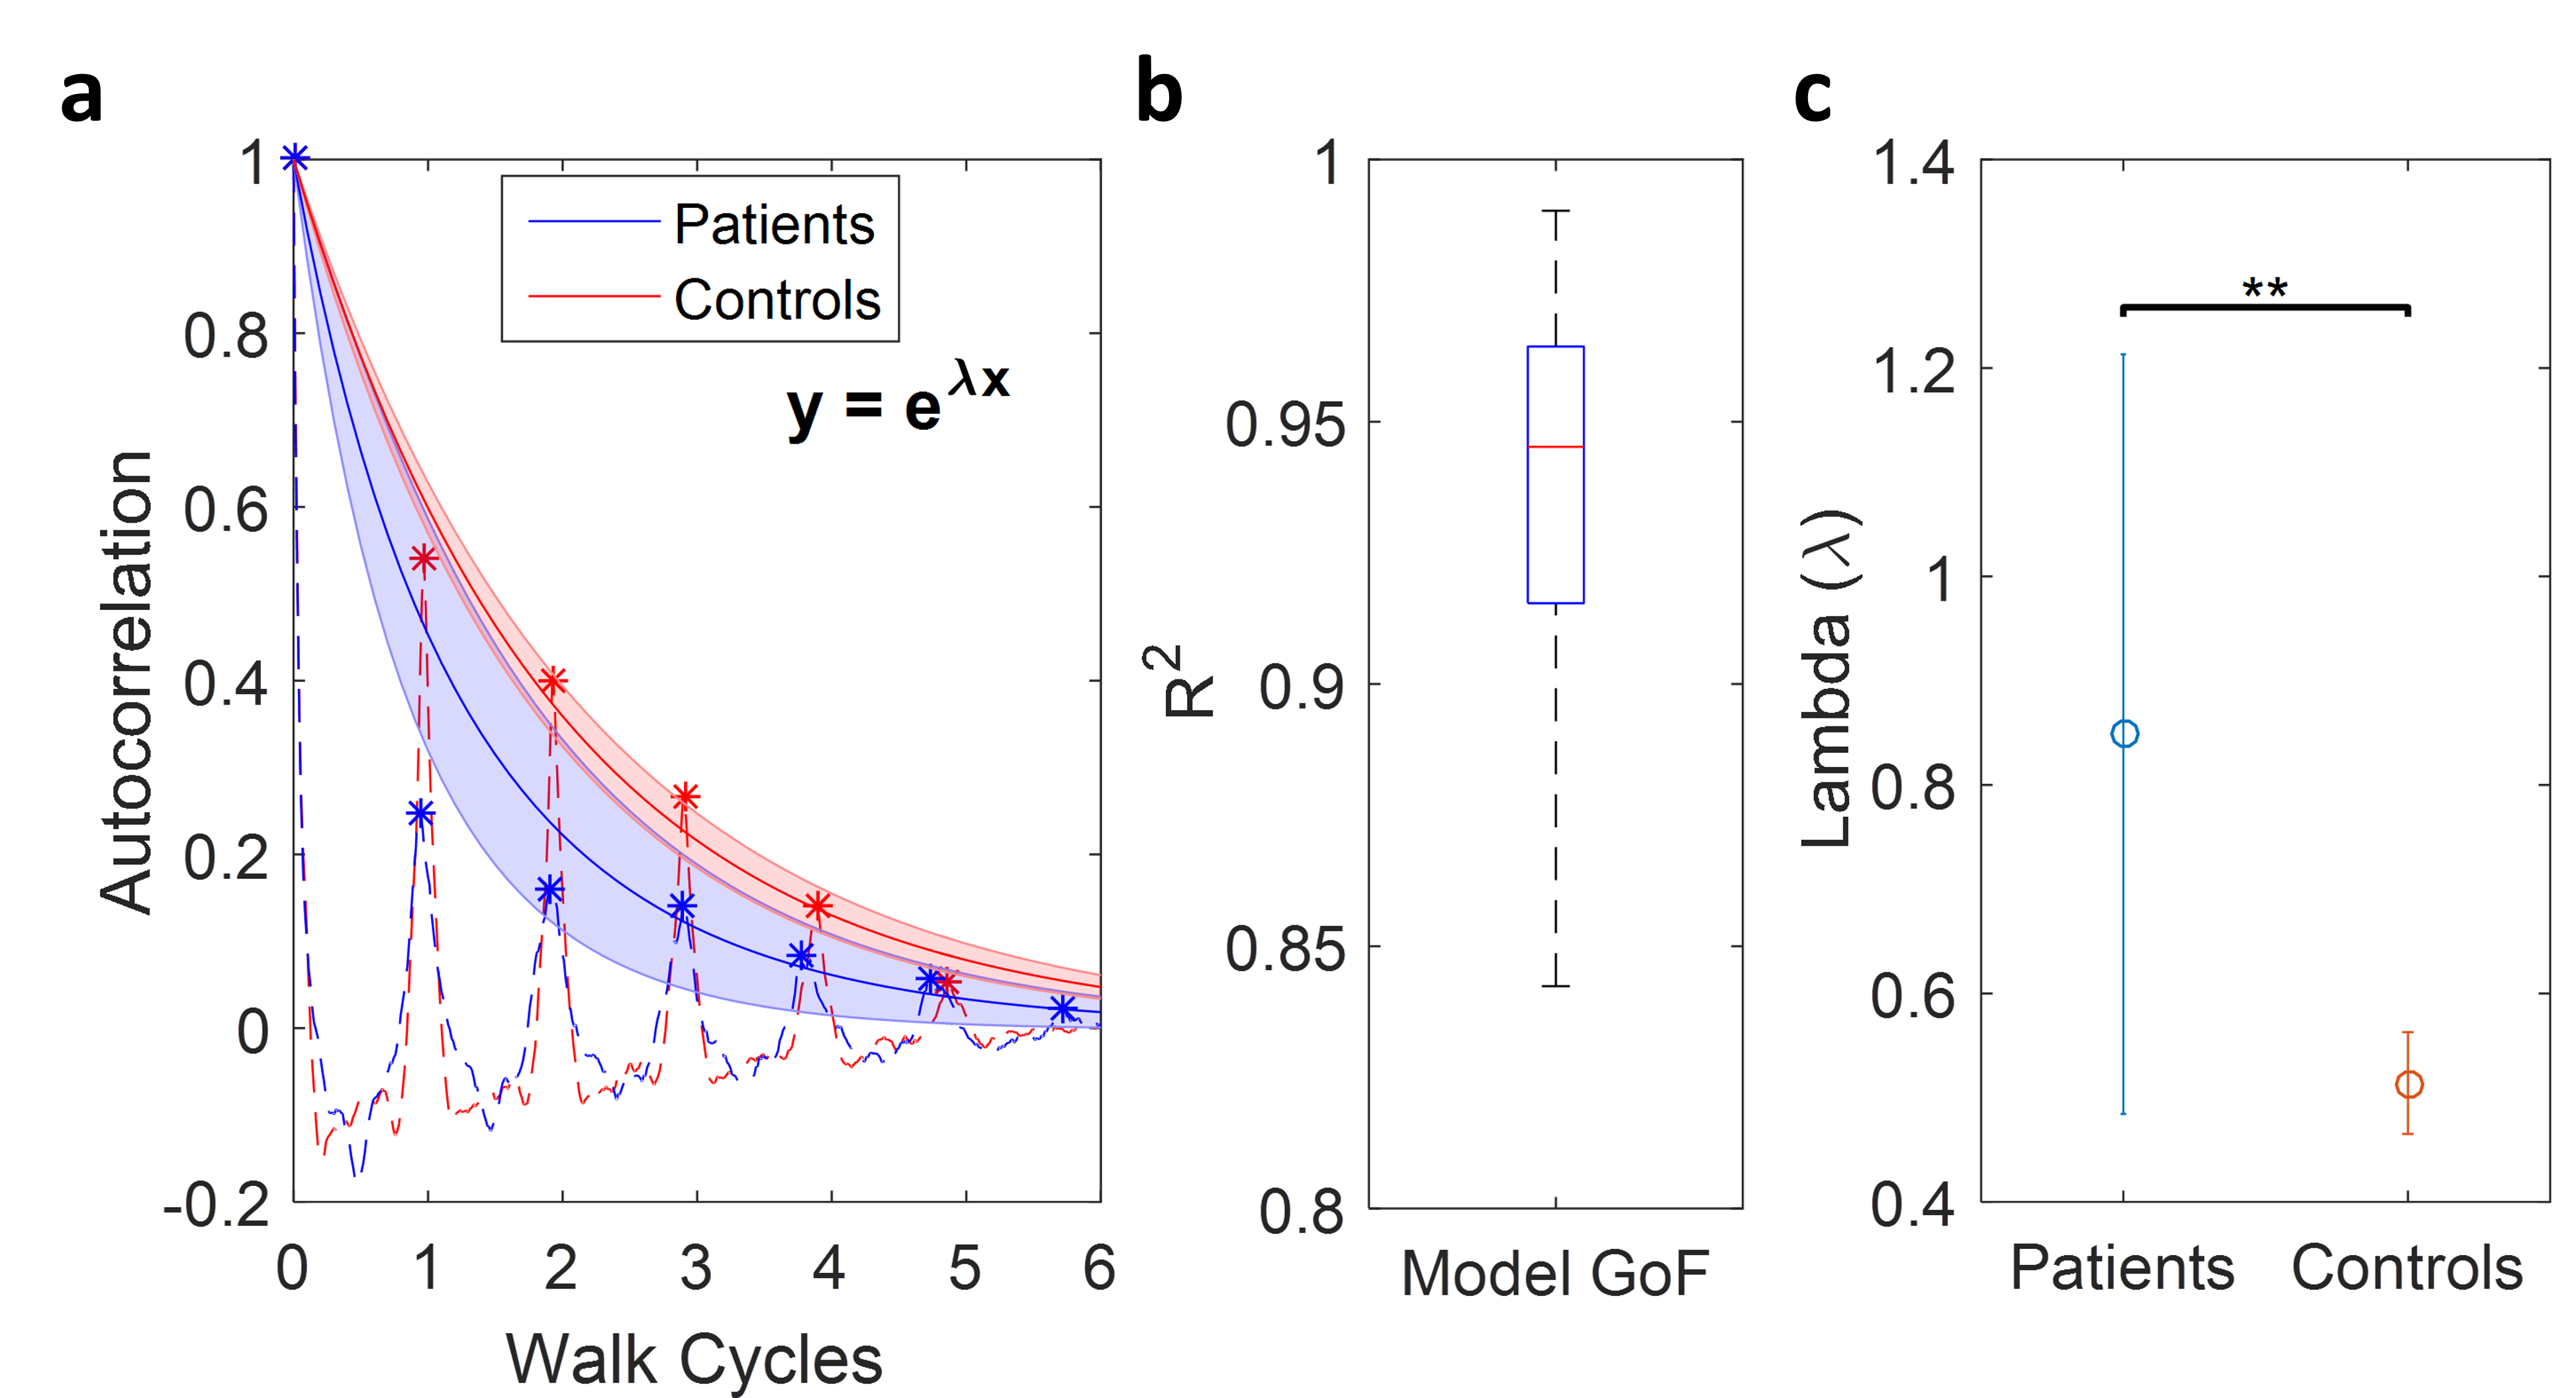 a
1
0.8
0.6
0.4
0.2
0
-0.2
Autocorrelation
Patients
Controls
y = e^λx
0 1 2 3 4 5 6
Walk Cycles
b
1
0.95
0.9
0.85
0.8
R²
Model GoF
c
1.4
1.2
1
0.8
0.6
0.4
Lambda (λ)
**
Patients Controls